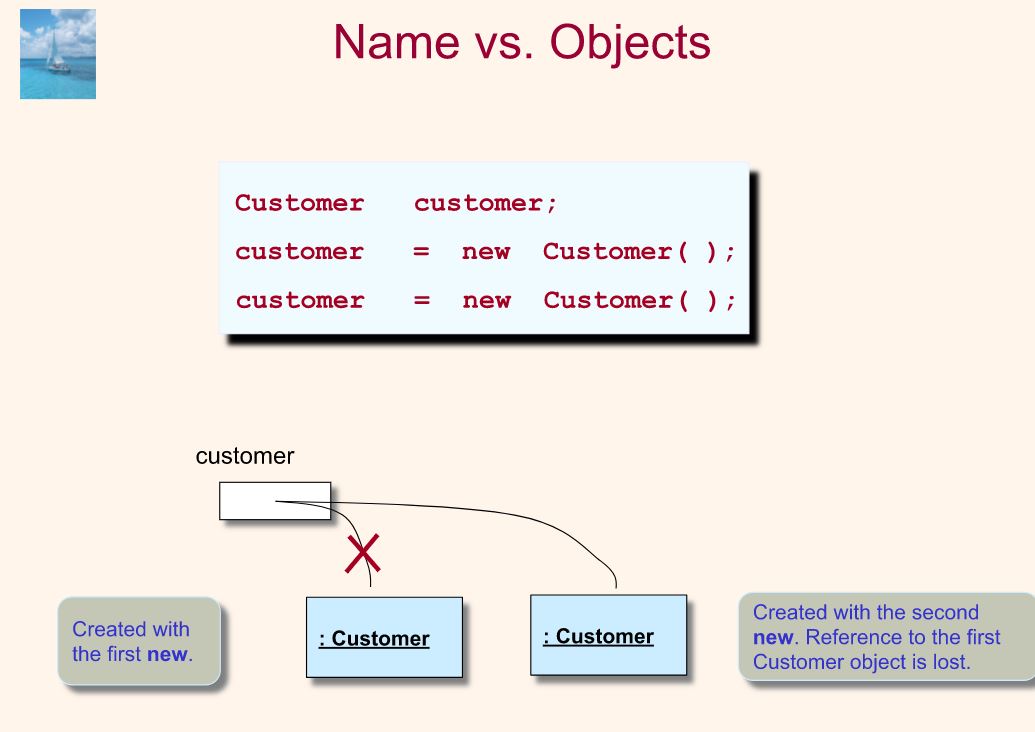 Name vs. Objects
Customer customer;
customer = new Customer( );
customer = new Customer( );
customer
Created with
the first new.
: Customer
: Customer
Created with the second
new. Reference to the first
Customer object is lost.